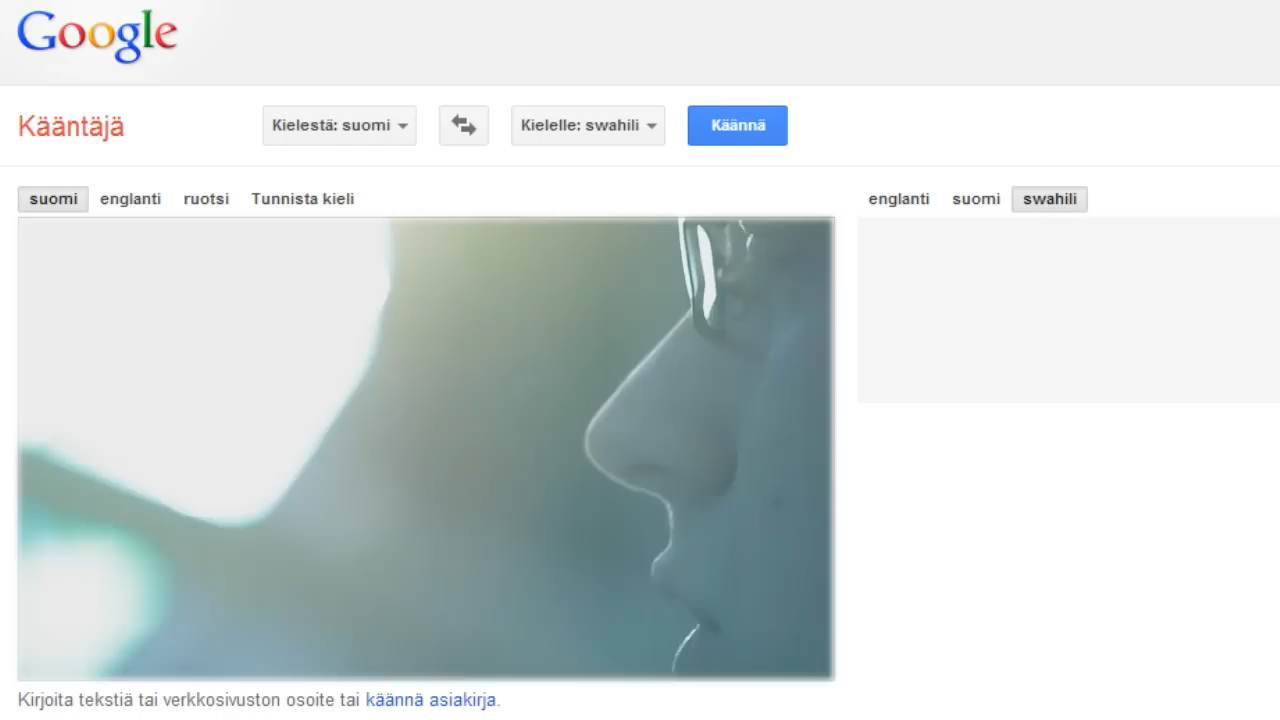 Google
Kääntäjä
Kielestä: suomi
Kielelle: swahili
Käännä
suomi englanti ruotsi Tunnista kieli
englanti suomi swahili
Kirjoita tekstiä tai verkkosivuston osoite tai käännä asiakirja.